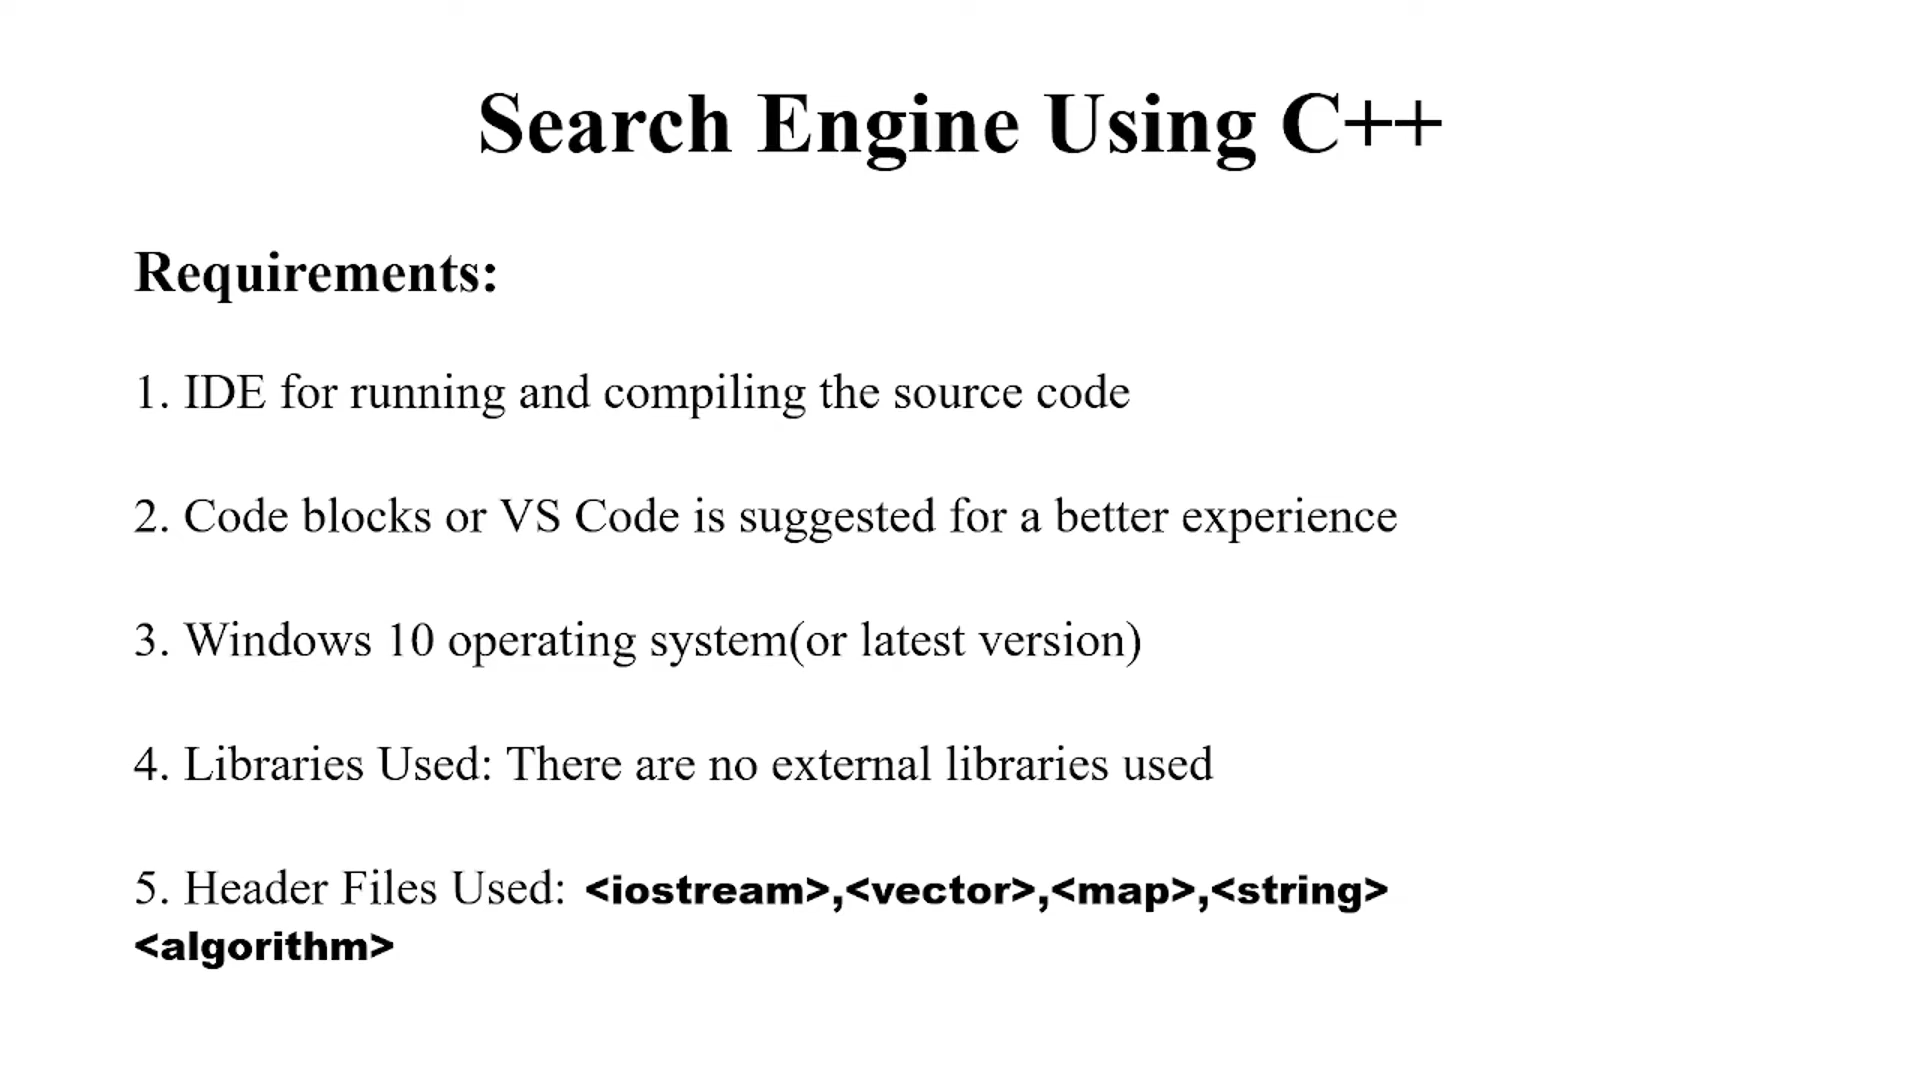 Search Engine Using C++
Requirements:
1. IDE for running and compiling the source code
2. Code blocks or VS Code is suggested for a better experience
3. Windows 10 operating system(or latest version)
4. Libraries Used: There are no external libraries used
5. Header Files Used: <iostream>,<vector>,<map>,<string>
<algorithm>